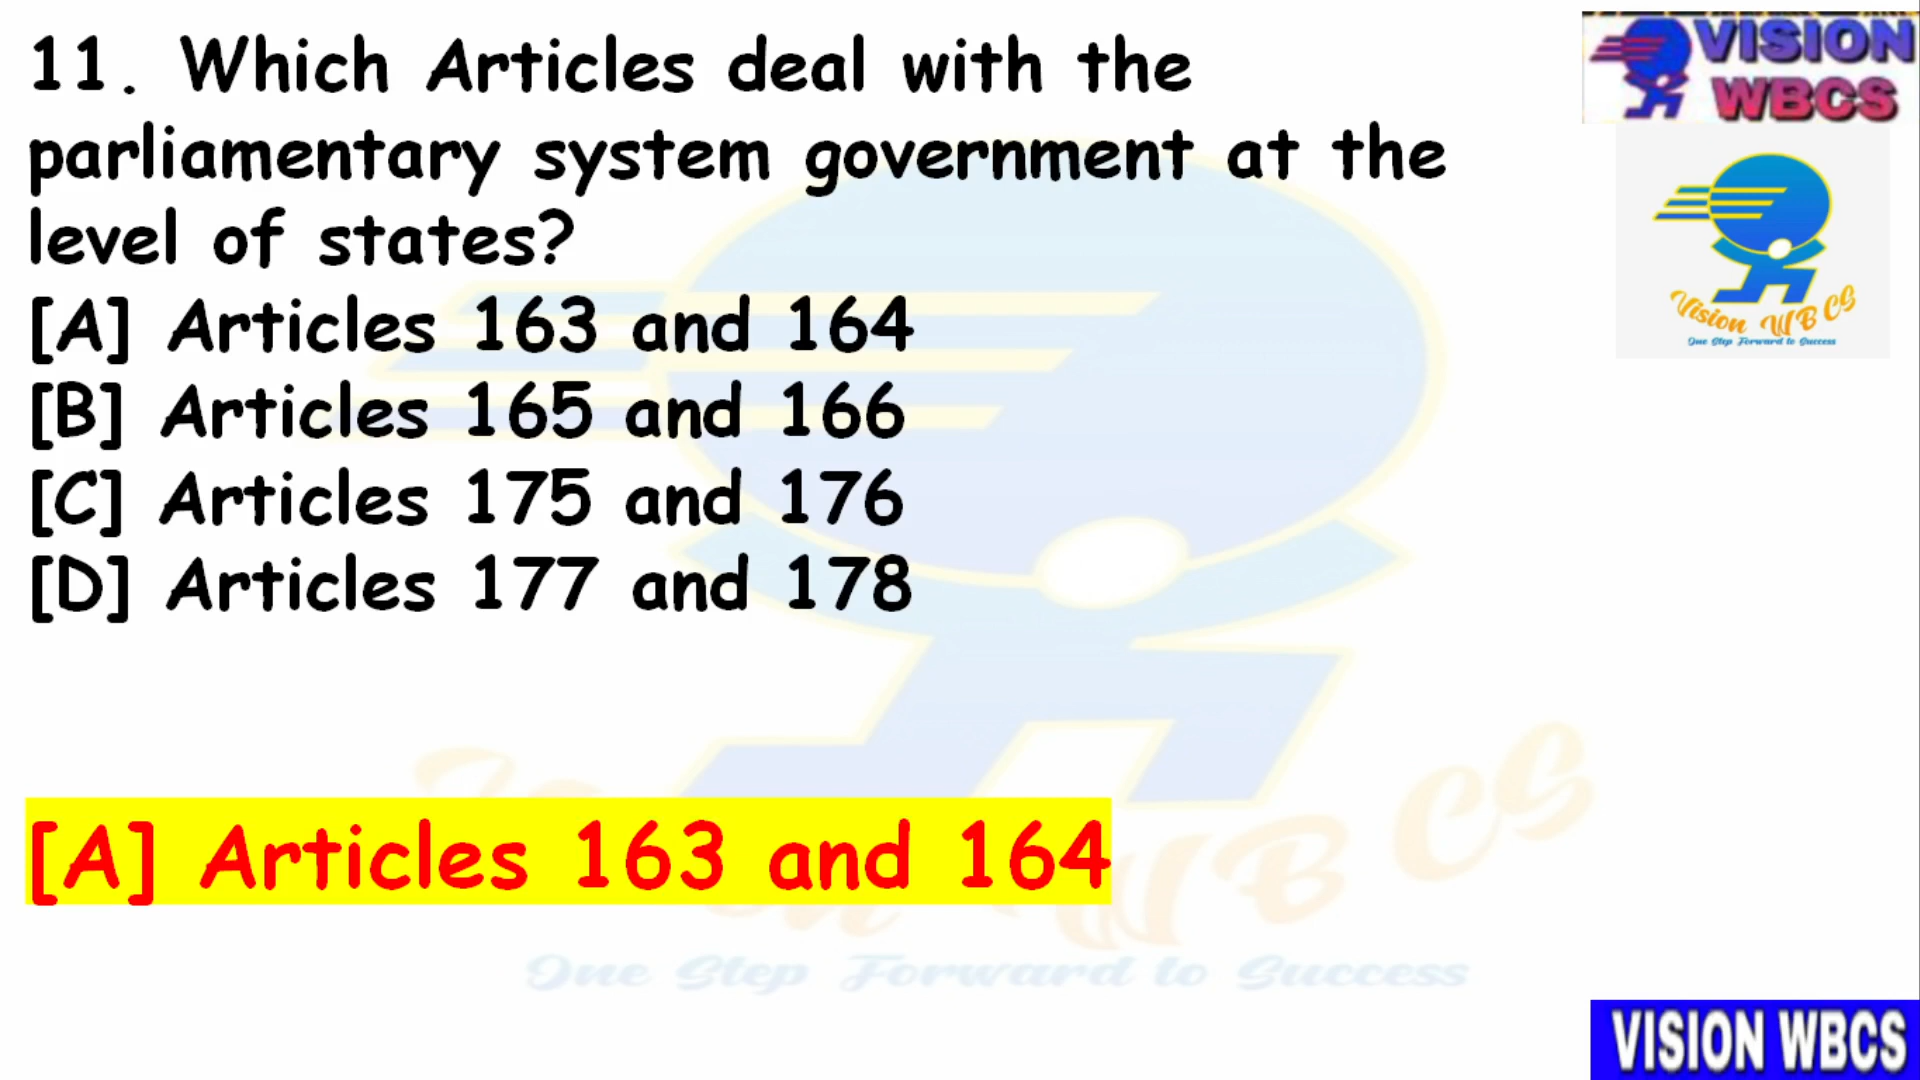 11. Which Articles deal with the
parliamentary system government at the
level of states?
[A] Articles 163 and 164
[B] Articles 165 and 166
[C] Articles 175 and 176
[D] Articles 177 and 178
[A] Articles 163 and 164
VISION
WBCS
Vision WBCS
One Step Forward to Success
Vision WBCS
One Step Forward to Success
VISION WBCS